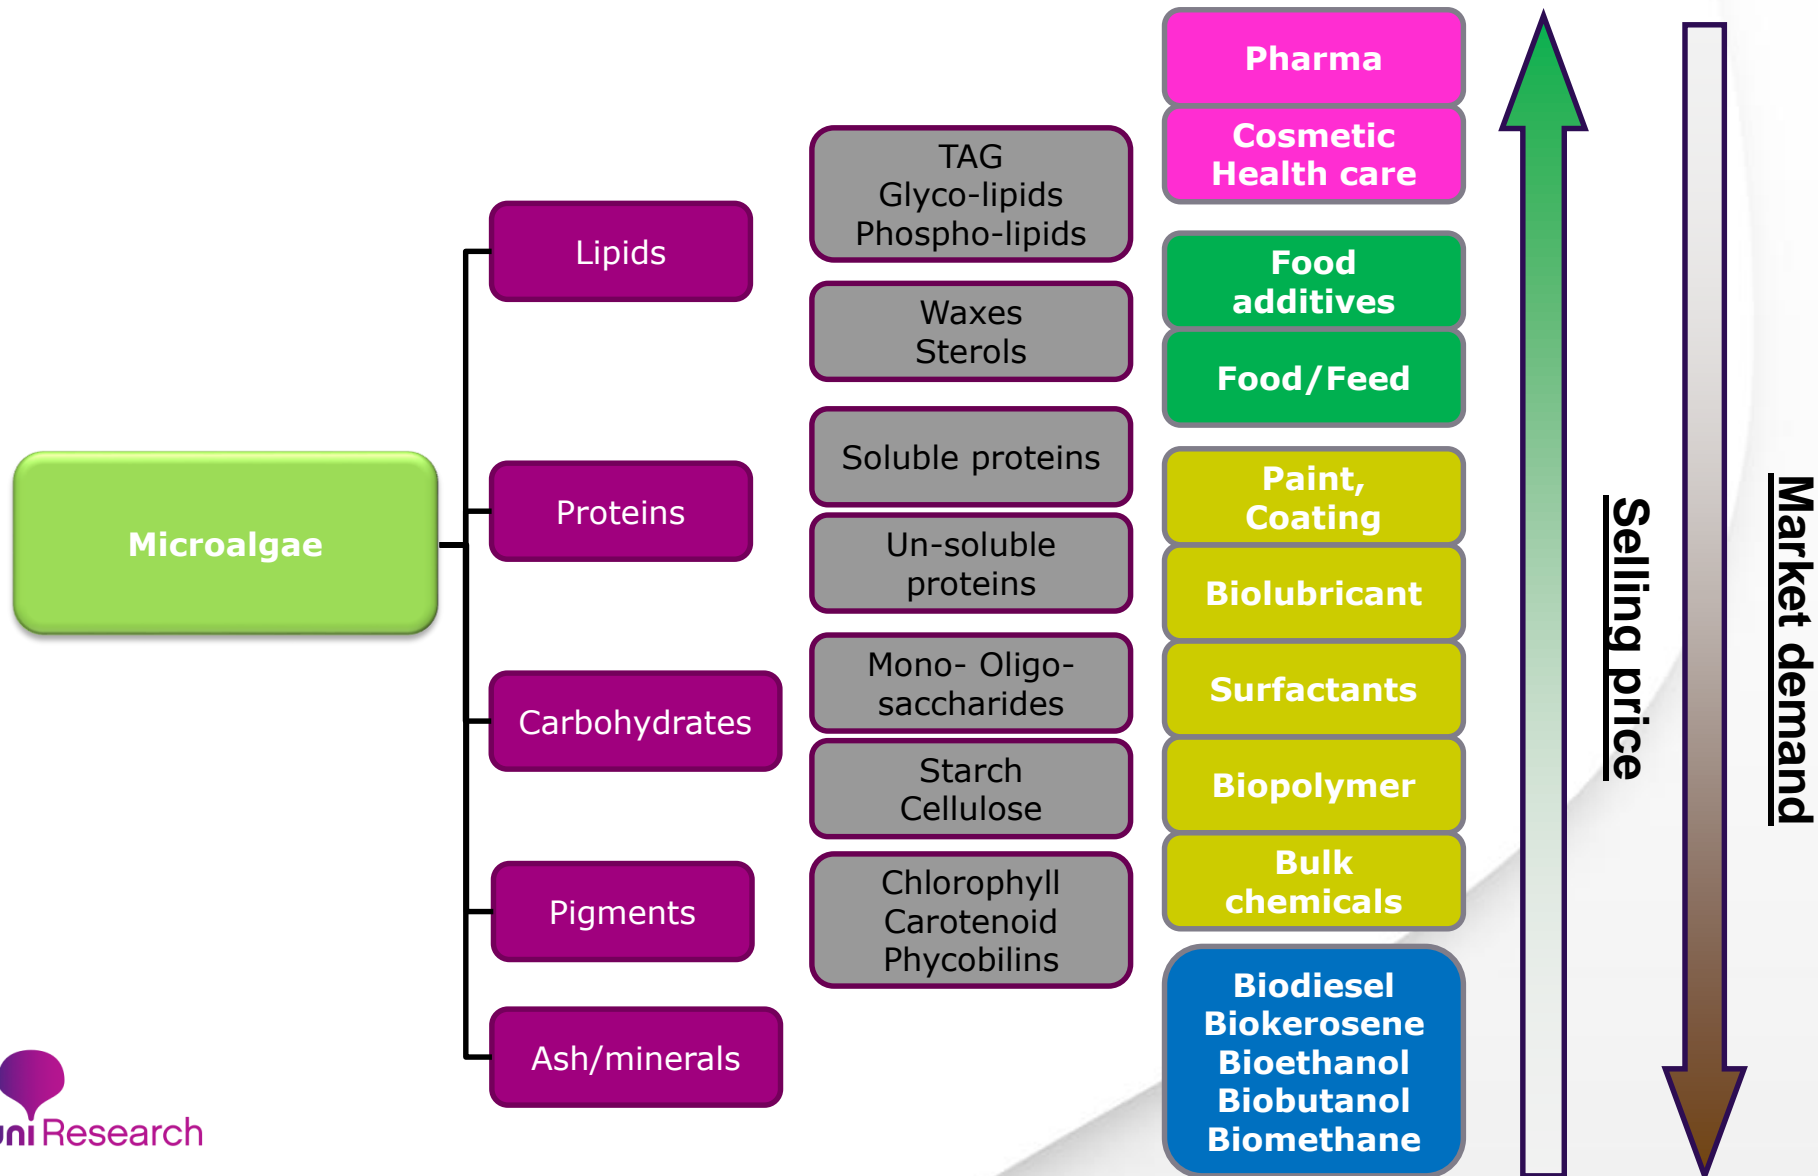 Microalgae
Lipids
Proteins
Carbohydrates
Pigments
Ash/minerals
TAG
Glyco-lipids
Phospho-lipids
Waxes
Sterols
Soluble proteins
Un-soluble
proteins
Mono- Oligo-
saccharides
Starch
Cellulose
Chlorophyll
Carotenoid
Phycobilins
Pharma
Cosmetic
Health care
Food
additives
Food/Feed
Paint,
Coating
Biolubricant
Surfactants
Biopolymer
Bulk
chemicals
Biodiesel
Biokerosene
Bioethanol
Biobutanol
Biomethane
Selling price
Market demand
uni Research